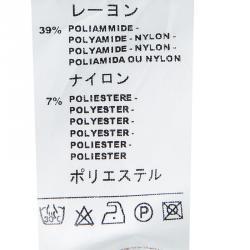 レーヨン
39% POLIAMMIDE -
POLYAMIDE - NYLON -
POLYAMIDE - NYLON -
POLIAMIDA OU NYLON
ナイロン
7% POLIESTERE -
POLYESTER -
POLYESTER -
POLYESTER -
POLIESTER -
POLIESTER
ポリエステル
30°C
P